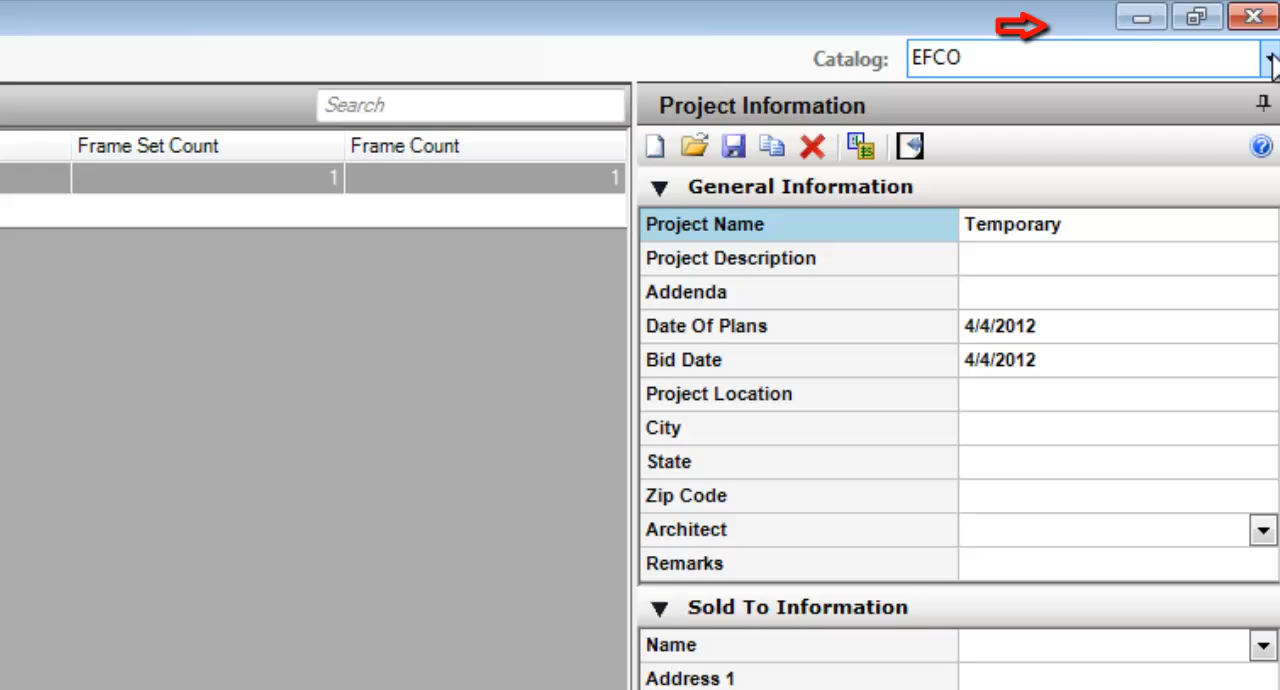 Catalog: EFCO
Search
Project Information
Frame Set Count Frame Count
1 1
General Information
Project Name Temporary
Project Description
Addenda
Date Of Plans 4/4/2012
Bid Date 4/4/2012
Project Location
City
State
Zip Code
Architect
Remarks
Sold To Information
Name
Address 1